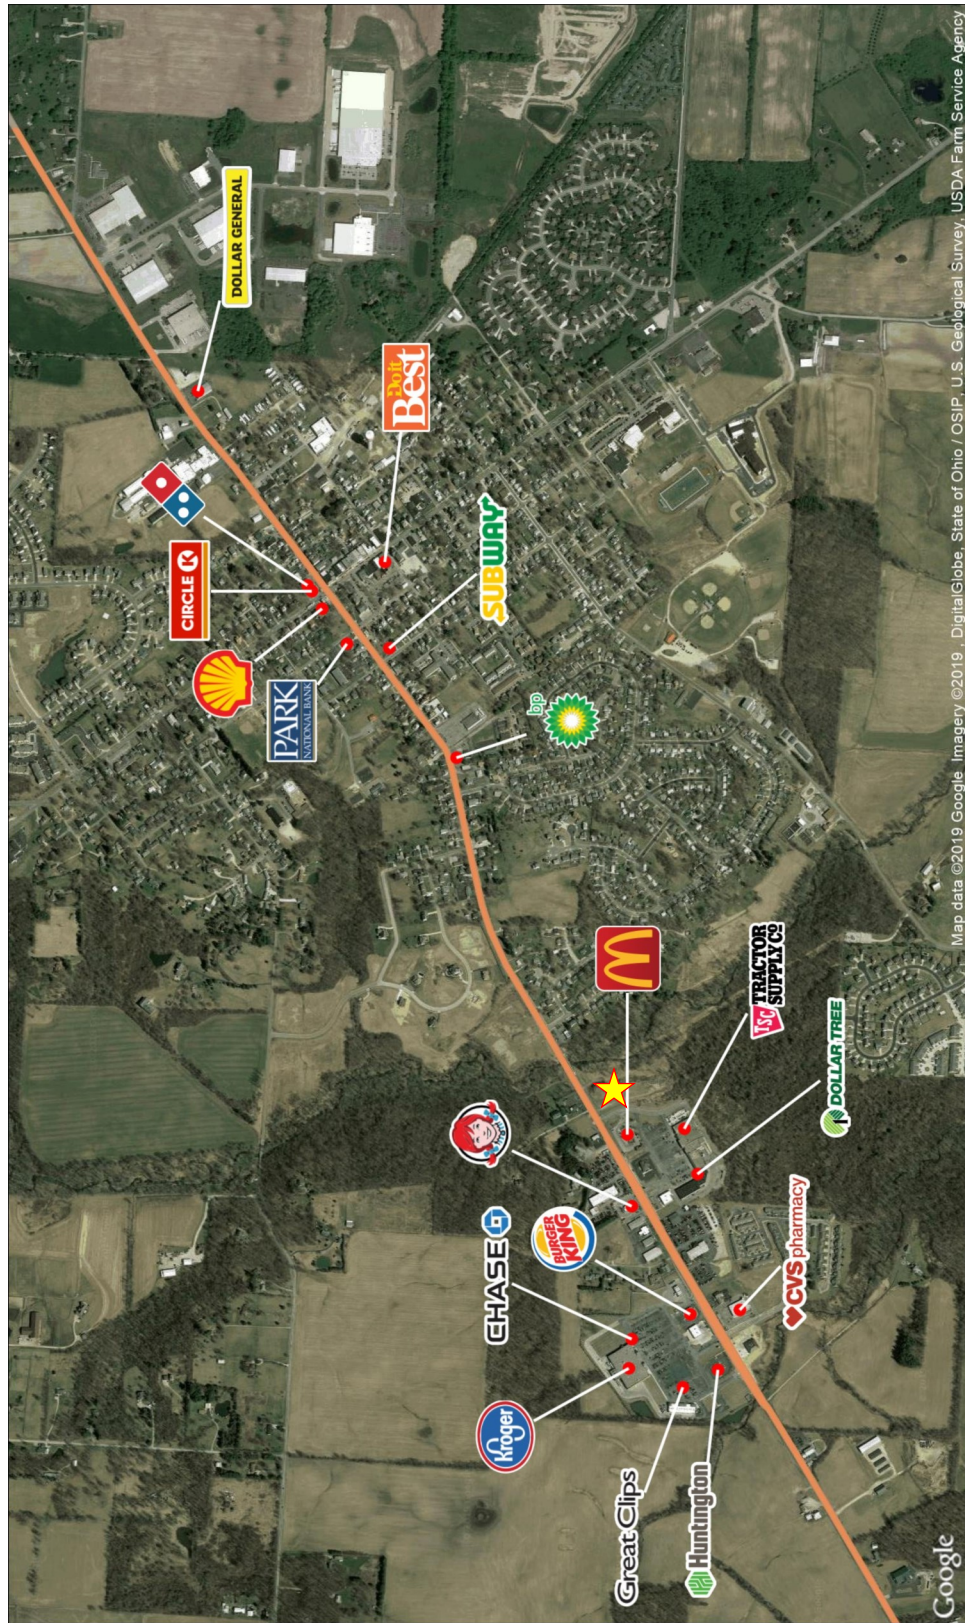 Kroger
CHASE
Great Clips
Huntington
BURGER
KING
CVS pharmacy
DOLLAR TREE
TSC TRACTOR
SUPPLY CO
bp
PARK
NATIONAL BANK
CIRCLE K
SUBWAY
Do it
Best
DOLLAR GENERAL
Google
Map data ©2019 Google Imagery ©2019 , DigitalGlobe, State of Ohio / OSIP, U.S. Geological Survey, USDA Farm Service Agency